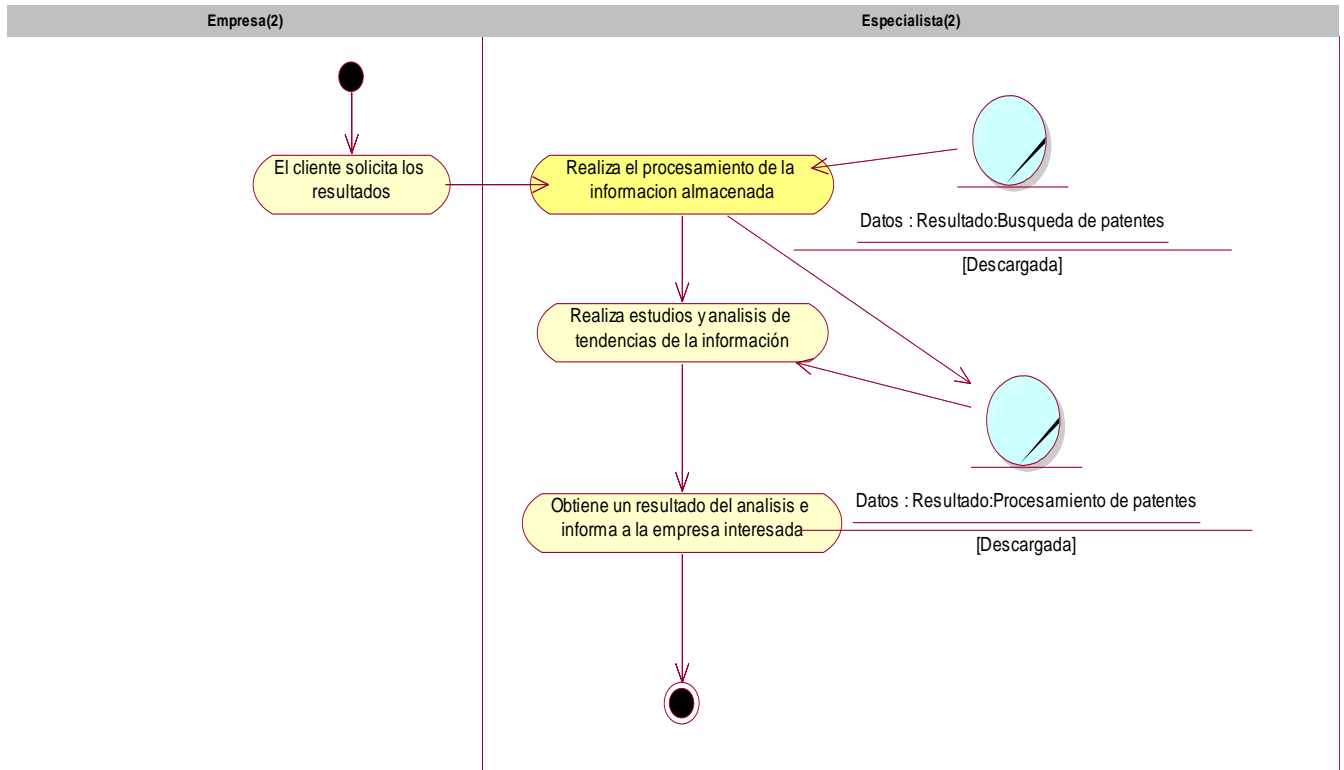 Empresa(2)
Especialista(2)
El cliente solicita los
resultados
Realiza el procesamiento de la
informacion almacenada
Datos : Resultado:Busqueda de patentes
[Descargada]
Realiza estudios y analisis de
tendencias de la información
Obtiene un resultado del analisis e
informa a la empresa interesada
Datos : Resultado:Procesamiento de patentes
[Descargada]